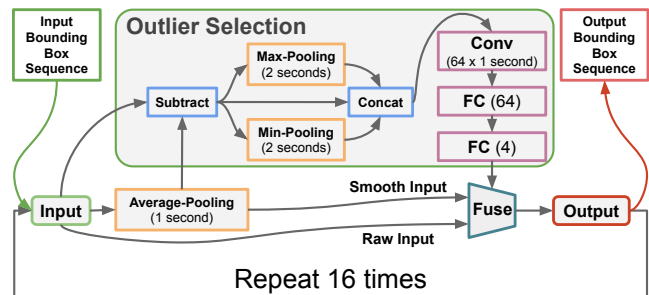 Input
Bounding
Box
Sequence
Outlier Selection
Max-Pooling
(2 seconds)
Subtract
Concat
Min-Pooling
(2 seconds)
Conv
(64 x 1 second)
FC (64)
FC (4)
Output
Bounding
Box
Sequence
Input
Average-Pooling
(1 second)
Smooth Input
Raw Input
Fuse
Output
Repeat 16 times